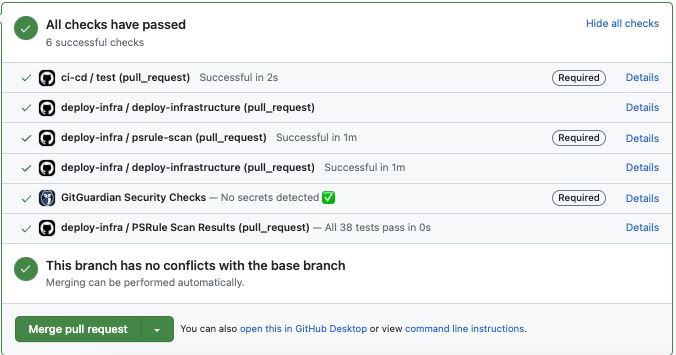 All checks have passed
Hide all checks
6 successful checks
ci-cd / test (pull_request) Successful in 2s Required Details
deploy-infra / deploy-infrastructure (pull_request) Details
deploy-infra / psrule-scan (pull_request) Successful in 1m Required Details
deploy-infra / deploy-infrastructure (pull_request) Successful in 1m Details
GitGuardian Security Checks — No secrets detected ✅ Required Details
deploy-infra / PSRule Scan Results (pull_request) — All 38 tests pass in 0s Details
This branch has no conflicts with the base branch
Merging can be performed automatically.
Merge pull request You can also open this in GitHub Desktop or view command line instructions.